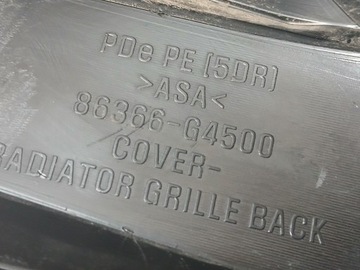 PDe PE (5DR)
>ASA<
86366-G4500
COVER-
RADIATOR GRILLE BACK